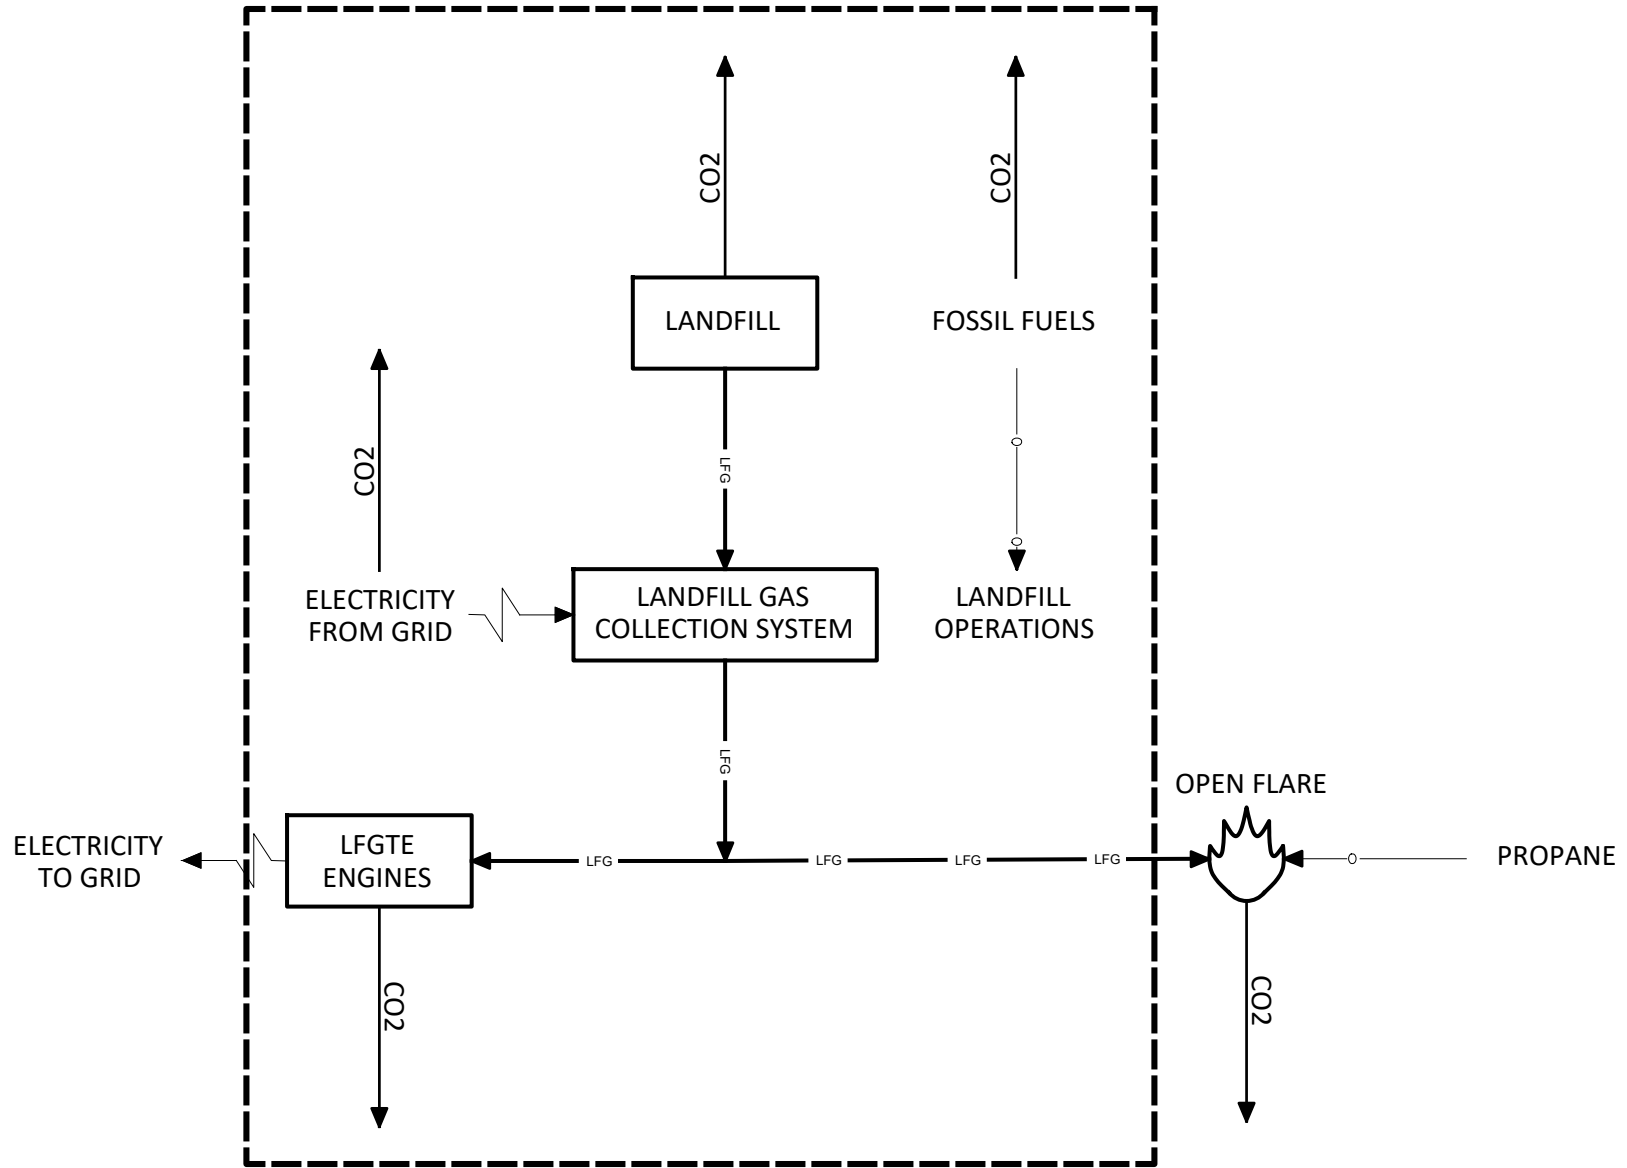 CO2
CO2
LANDFILL
FOSSIL FUELS
CO2
LFG
O
O
ELECTRICITY
FROM GRID
LANDFILL GAS
COLLECTION SYSTEM
LANDFILL
OPERATIONS
LFG
OPEN FLARE
ELECTRICITY
TO GRID
LFGTE
ENGINES
LFG
LFG
LFG
LFG
O
PROPANE
CO2
CO2